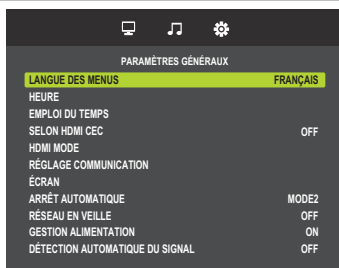 PARAMÈTRES GÉNÉRAUX
LANGUE DES MENUS FRANÇAIS
HEURE
EMPLOI DU TEMPS
SELON HDMI CEC OFF
HDMI MODE
RÉGLAGE COMMUNICATION
ÉCRAN
ARRÊT AUTOMATIQUE MODE2
RÉSEAU EN VEILLE OFF
GESTION ALIMENTATION ON
DÉTECTION AUTOMATIQUE DU SIGNAL OFF